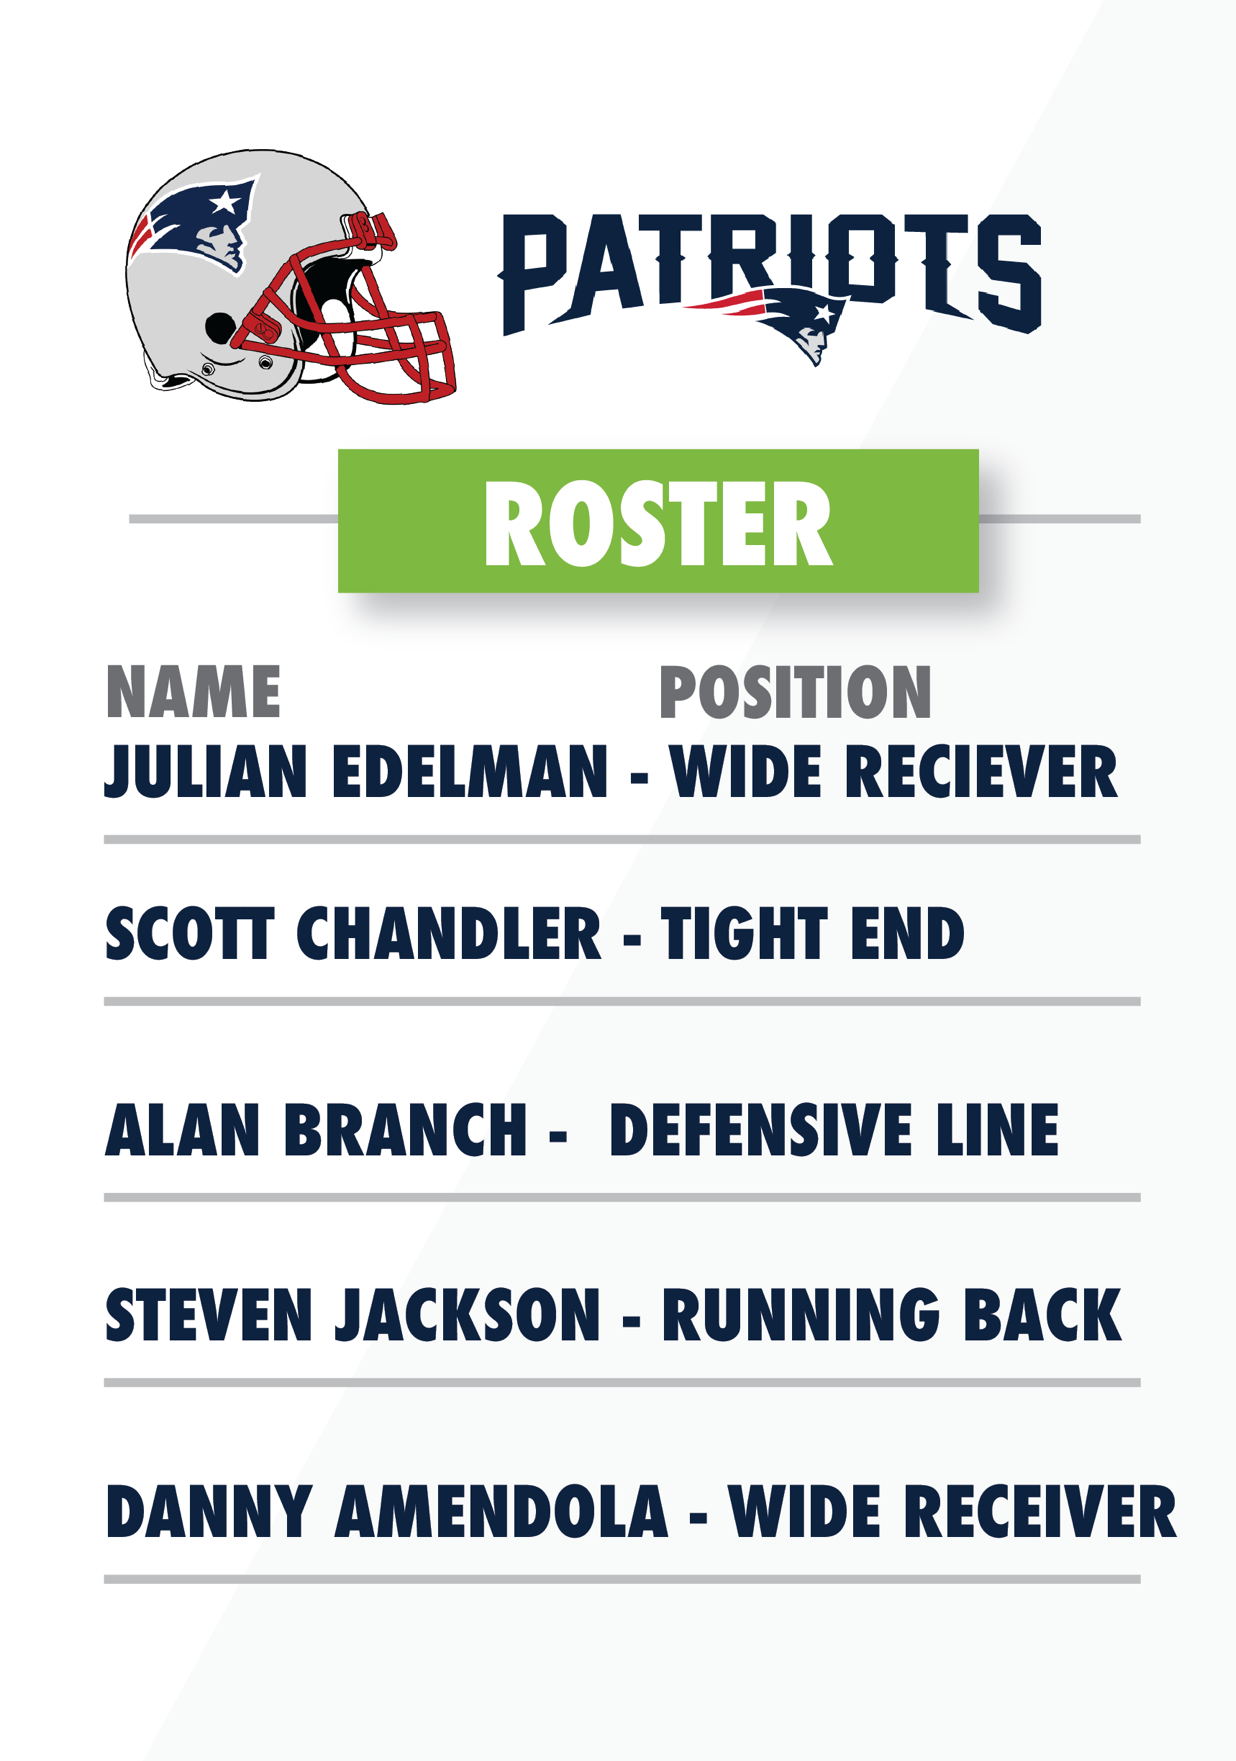 PATRIOTS
ROSTER
NAME POSITION
JULIAN EDELMAN - WIDE RECIEVER
SCOTT CHANDLER - TIGHT END
ALAN BRANCH - DEFENSIVE LINE
STEVEN JACKSON - RUNNING BACK
DANNY AMENDOLA - WIDE RECEIVER